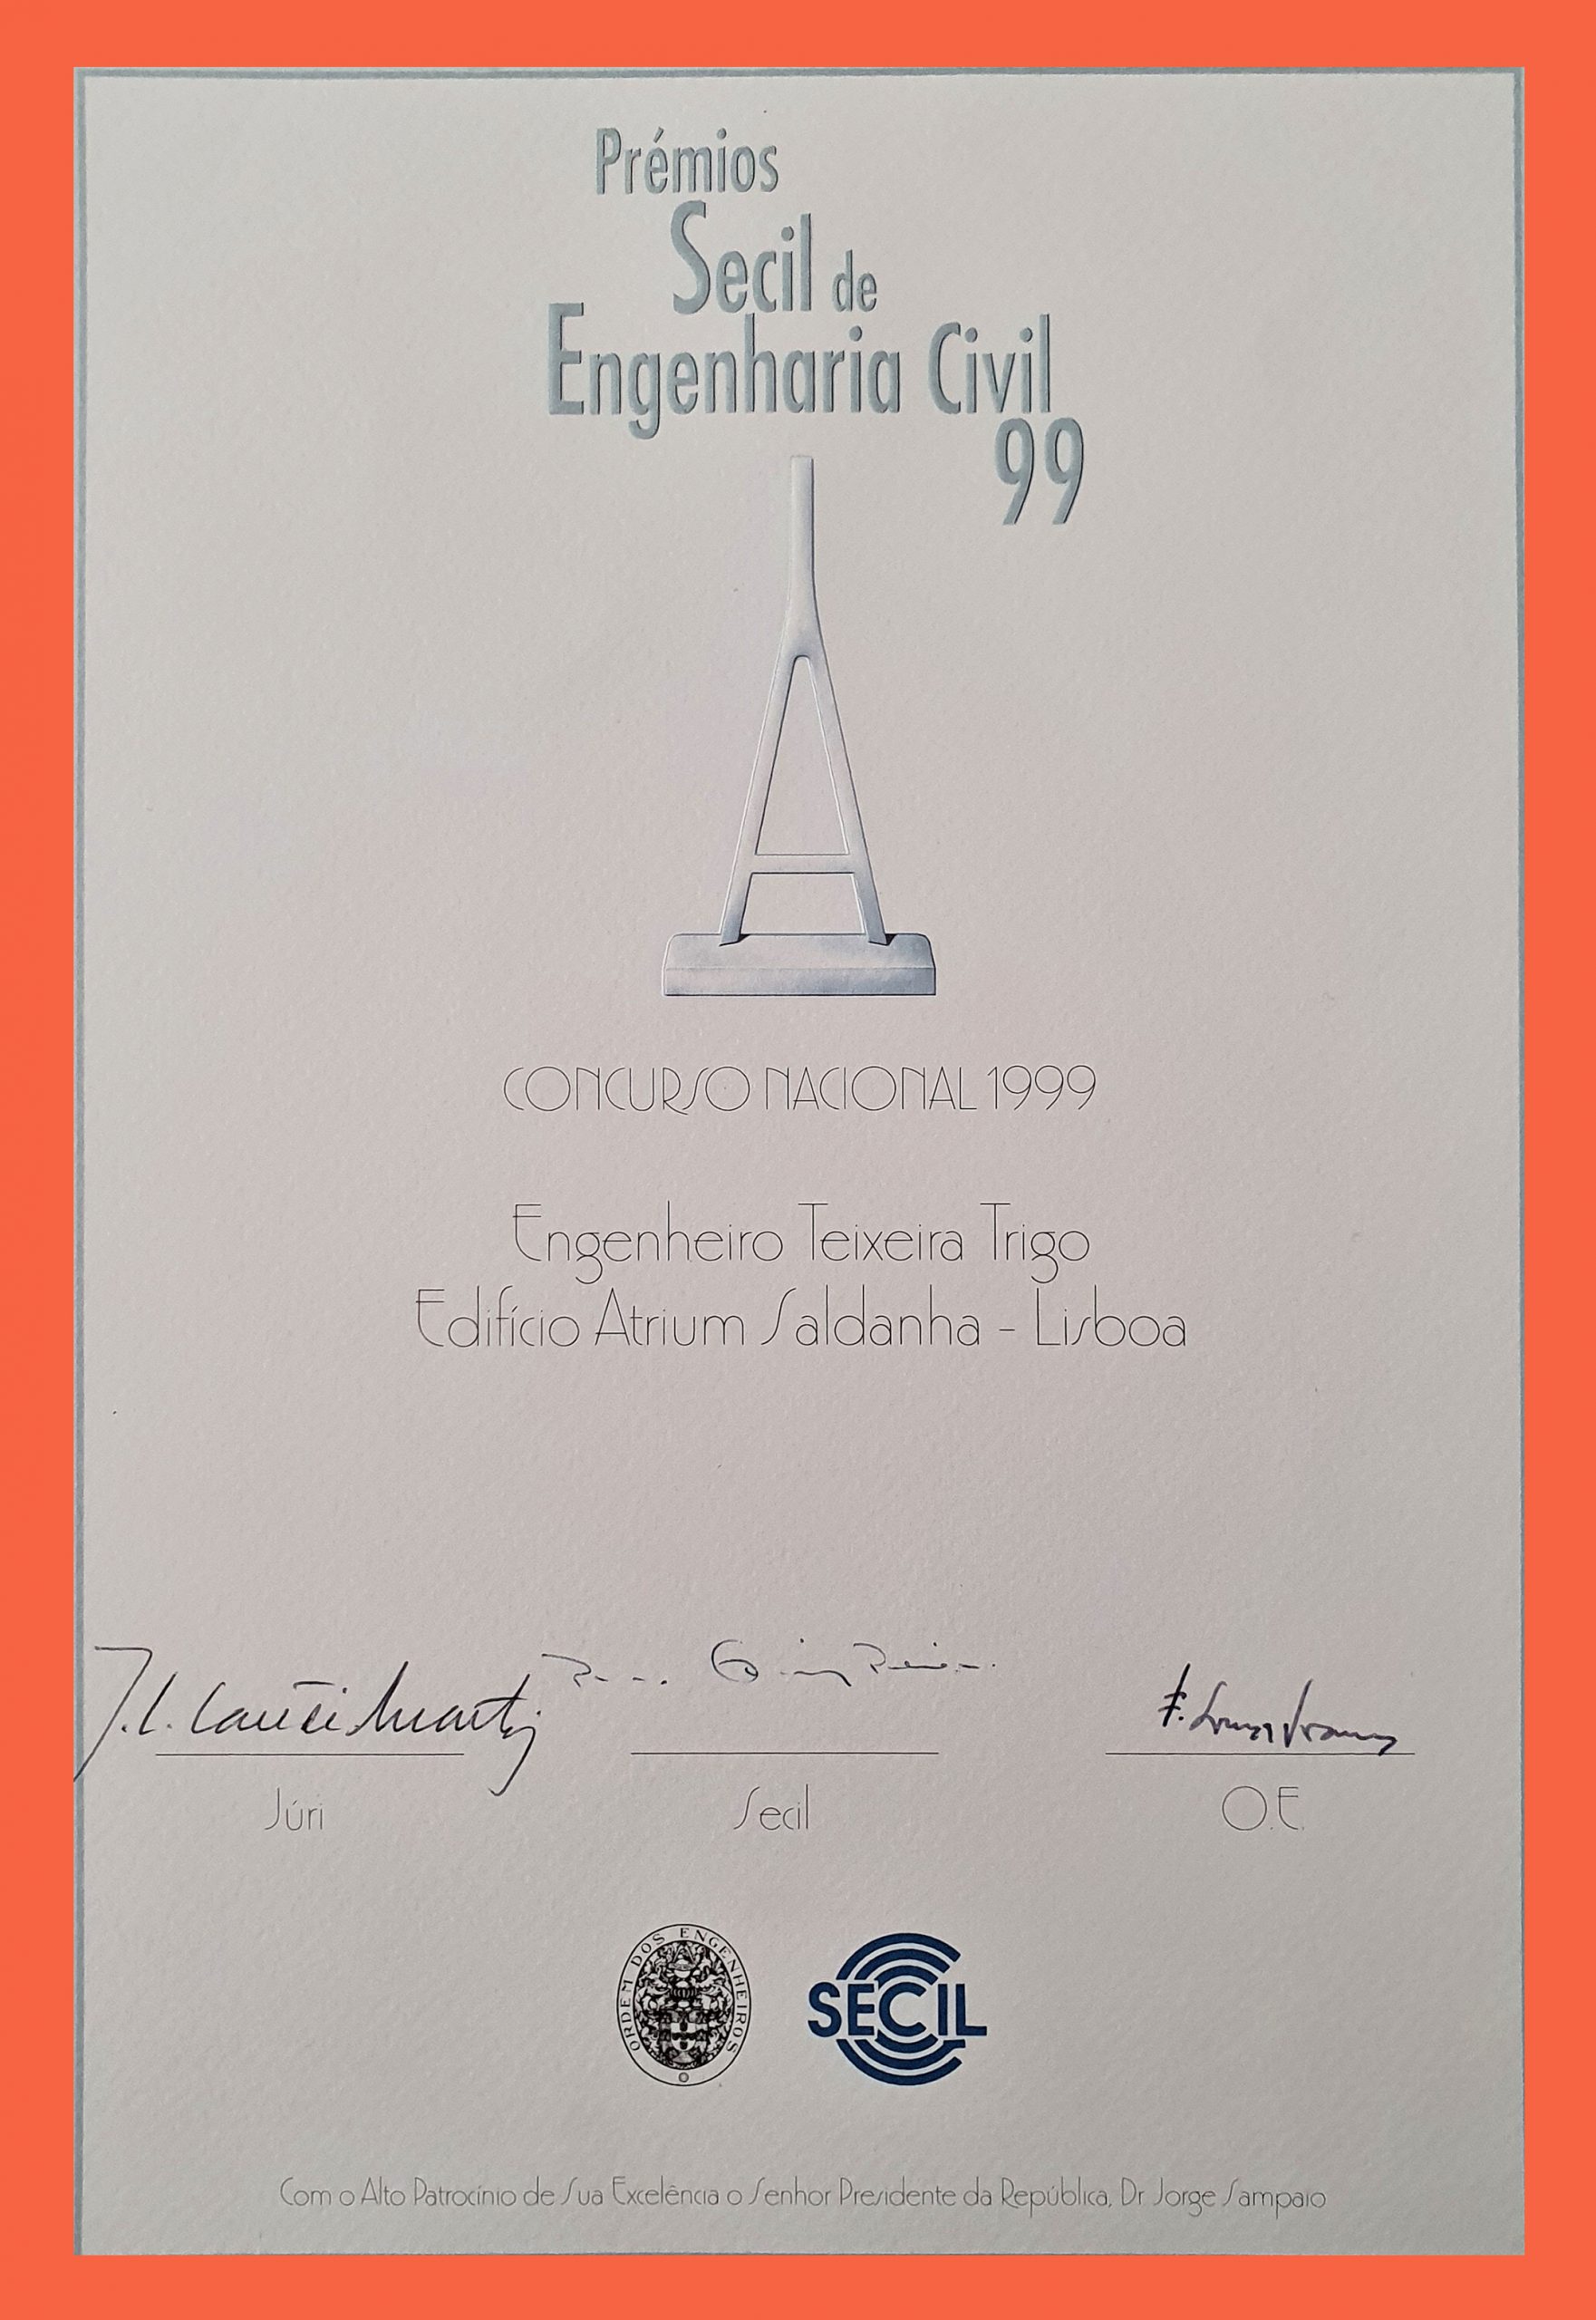 Prémios
Secil de
Engenharia Civil
99
CONCURSO NACIONAL 1999
Engenheiro Teixeira Trigo
Edifício Atrium Saldanha - Lisboa
Júri
Secil
O.E.
ORDEM DOS ENGENHEIROS
SECIL
Com o Alto Patrocínio de Sua Excelência o Senhor Presidente da República, Dr Jorge Sampaio